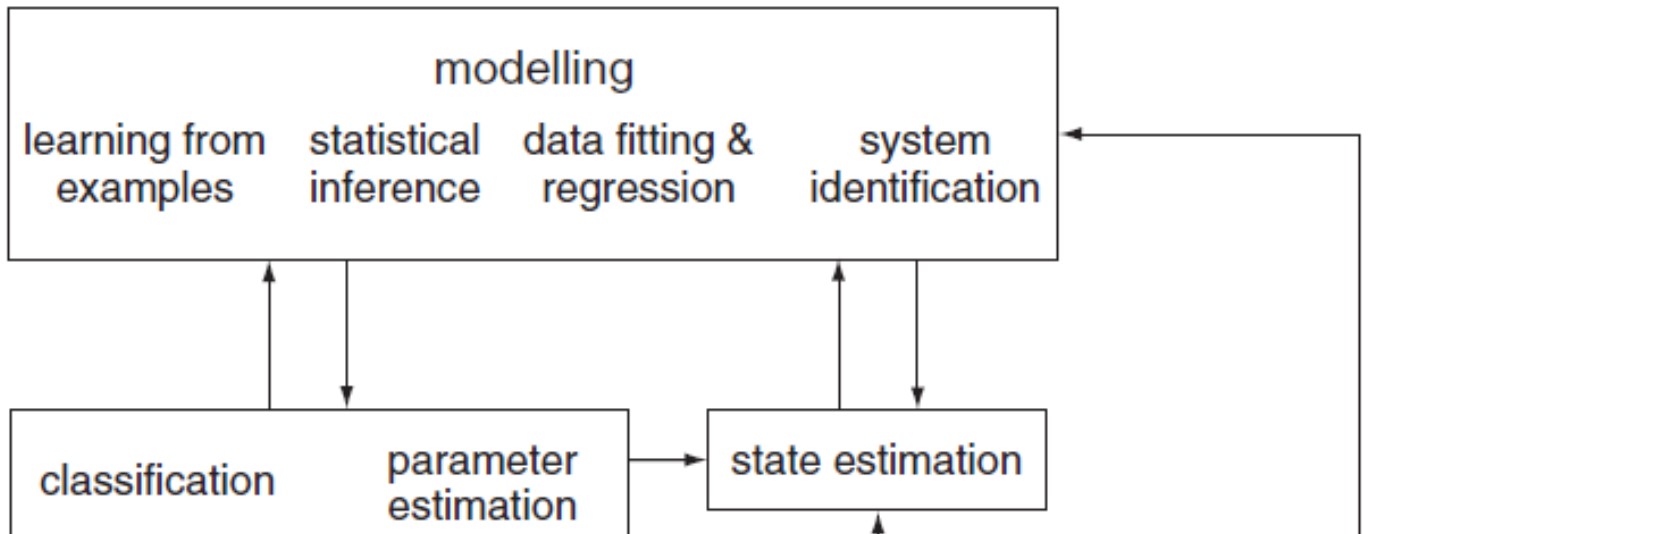 modelling
learning from
examples
statistical
inference
data fitting &
regression
system
identification
classification
parameter
estimation
state estimation